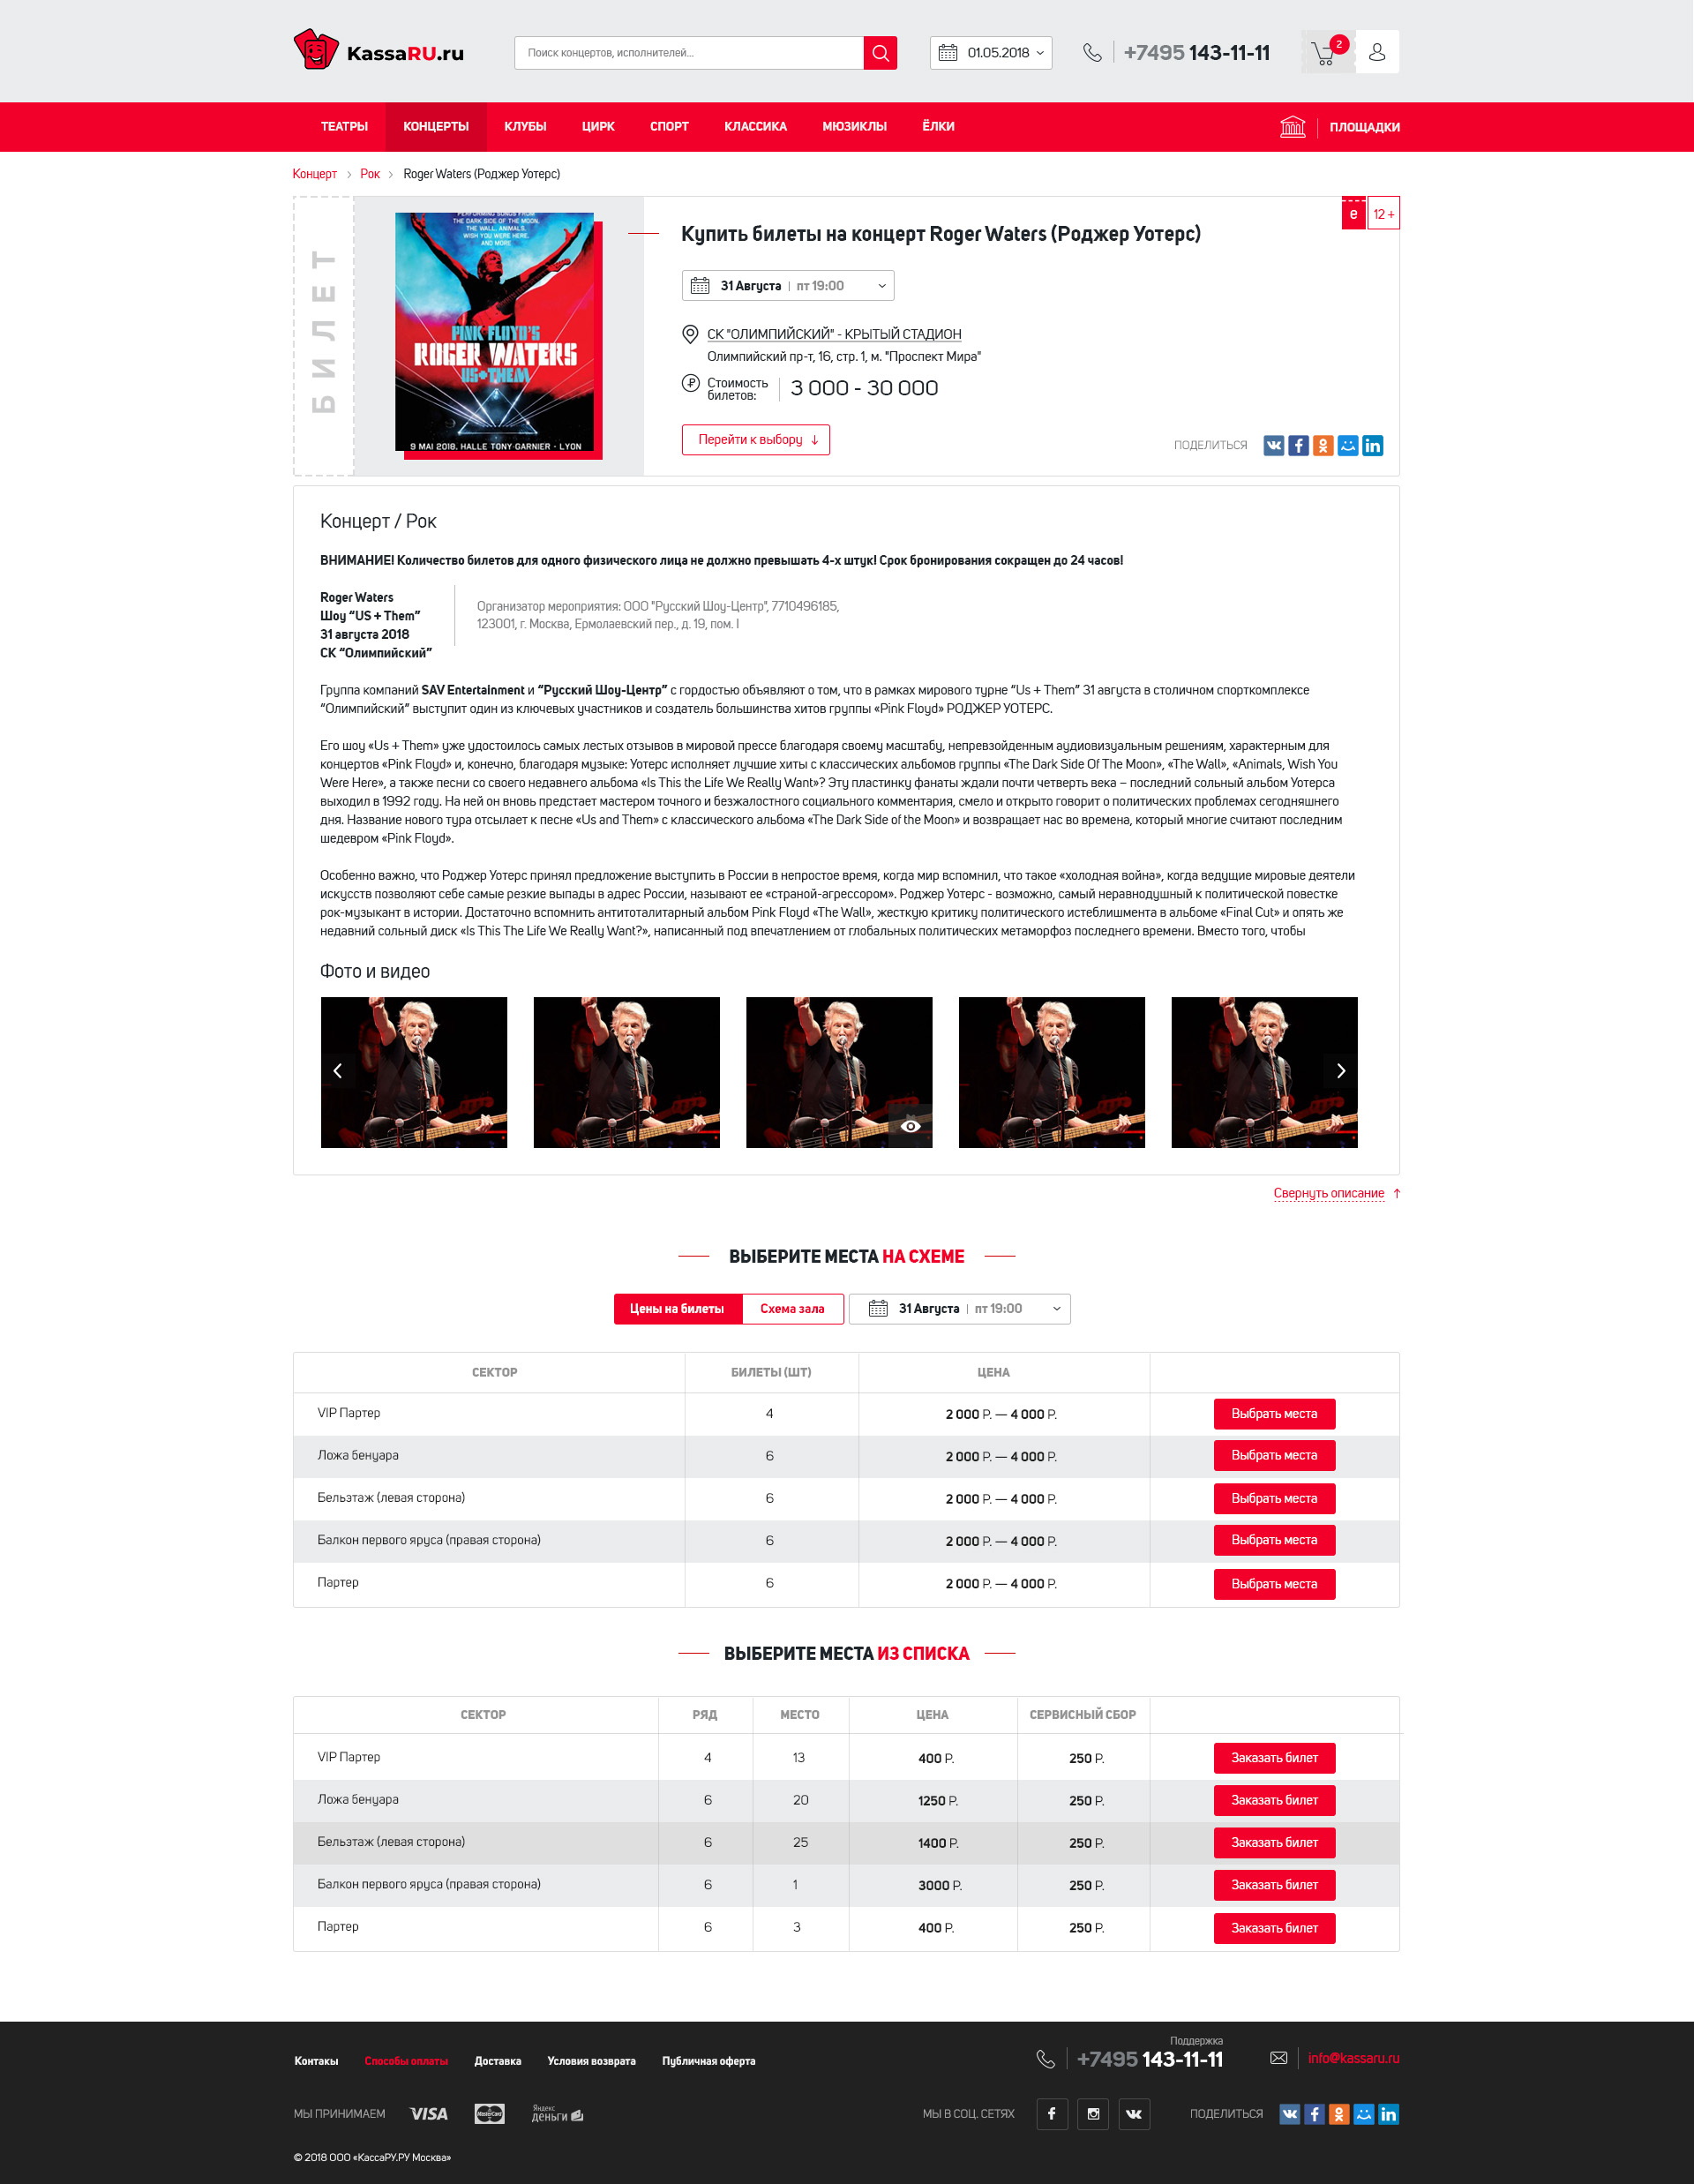 KassaRU.ru
Поиск концертов, исполнителей...
01.05.2018
+7495 143-11-11
2
ТЕАТРЫ КОНЦЕРТЫ КЛУБЫ ЦИРК СПОРТ КЛАССИКА МЮЗИКЛЫ ЁЛКИ
ПЛОЩАДКИ
Концерт Рок Roger Waters (Роджер Уотерс)
БИЛЕТ
PERFORMING SONGS FROM
THE DARK SIDE OF THE MOON.
THE WALL. ANIMALS.
WISH YOU WERE HERE.
AND MORE
PINK FLOYD'S
ROGER WATERS
US+THEM
9 MAI 2018. HALLE TONY-GARNIER - LYON
e
12 +
Купить билеты на концерт Roger Waters (Роджер Уотерс)
31 Августа | пт 19:00
СК "ОЛИМПИЙСКИЙ" - КРЫТЫЙ СТАДИОН
Олимпийский пр-т, 16, стр. 1, м. "Проспект Мира"
Стоимость
билетов:
3 000 - 30 000
Перейти к выбору
ПОДЕЛИТЬСЯ
Концерт / Рок
ВНИМАНИЕ! Количество билетов для одного физического лица не должно превышать 4-х штук! Срок бронирования сокращен до 24 часов!
Roger Waters
Шоу “US + Them”
31 августа 2018
СК “Олимпийский”
Организатор мероприятия: ООО "Русский Шоу-Центр", 7710496185,
123001, г. Москва, Ермолаевский пер., д. 19, пом. I
Группа компаний SAV Entertainment и “Русский Шоу-Центр” с гордостью объявляют о том, что в рамках мирового турне “Us + Them” 31 августа в столичном спорткомплексе
“Олимпийский” выступит один из ключевых участников и создатель большинства хитов группы «Pink Floyd» РОДЖЕР УОТЕРС.
Его шоу «Us + Them» уже удостоилось самых лестых отзывов в мировой прессе благодаря своему масштабу, непревзойденным аудиовизуальным решениям, характерным для
концертов «Pink Floyd» и, конечно, благодаря музыке: Уотерс исполняет лучшие хиты с классических альбомов группы «The Dark Side Of The Moon», «The Wall», «Animals, Wish You
Were Here», а также песни со своего недавнего альбома «Is This the Life We Really Want»? Эту пластинку фанаты ждали почти четверть века – последний сольный альбом Уотерса
выходил в 1992 году. На ней он вновь предстает мастером точного и безжалостного социального комментария, смело и открыто говорит о политических проблемах сегодняшнего
дня. Название нового тура отсылает к песне «Us and Them» с классического альбома «The Dark Side of the Moon» и возвращает нас во времена, который многие считают последним
шедевром «Pink Floyd».
Особенно важно, что Роджер Уотерс принял предложение выступить в России в непростое время, когда мир вспомнил, что такое «холодная война», когда ведущие мировые деятели
искусств позволяют себе самые резкие выпады в адрес России, называют ее «страной-агрессором». Роджер Уотерс - возможно, самый неравнодушный к политической повестке
рок-музыкант в истории. Достаточно вспомнить антитоталитарный альбом Pink Floyd «The Wall», жесткую критику политического истеблишмента в альбоме «Final Cut» и опять же
недавний сольный диск «Is This The Life We Really Want?», написанный под впечатлением от глобальных политических метаморфоз последнего времени. Вместо того, чтобы
Фото и видео
Свернуть описание
ВЫБЕРИТЕ МЕСТА НА СХЕМЕ
Цены на билеты Схема зала 31 Августа | пт 19:00
СЕКТОР БИЛЕТЫ (ШТ) ЦЕНА
VIP Партер 4 2 000 Р. — 4 000 Р. Выбрать места
Ложа бенуара 6 2 000 Р. — 4 000 Р. Выбрать места
Бельэтаж (левая сторона) 6 2 000 Р. — 4 000 Р. Выбрать места
Балкон первого яруса (правая сторона) 6 2 000 Р. — 4 000 Р. Выбрать места
Партер 6 2 000 Р. — 4 000 Р. Выбрать места
ВЫБЕРИТЕ МЕСТА ИЗ СПИСКА
СЕКТОР РЯД МЕСТО ЦЕНА СЕРВИСНЫЙ СБОР
VIP Партер 4 13 400 Р. 250 Р. Заказать билет
Ложа бенуара 6 20 1250 Р. 250 Р. Заказать билет
Бельэтаж (левая сторона) 6 25 1400 Р. 250 Р. Заказать билет
Балкон первого яруса (правая сторона) 6 1 3000 Р. 250 Р. Заказать билет
Партер 6 3 400 Р. 250 Р. Заказать билет
Контакы Способы оплаты Доставка Условия возврата Публичная оферта
Поддержка
+7495 143-11-11
info@kassaru.ru
МЫ ПРИНИМАЕМ VISA MasterCard Яндекс деньги
МЫ В СОЦ. СЕТЯХ
ПОДЕЛИТЬСЯ
© 2018 ООО «КассаРУ.РУ Москва»